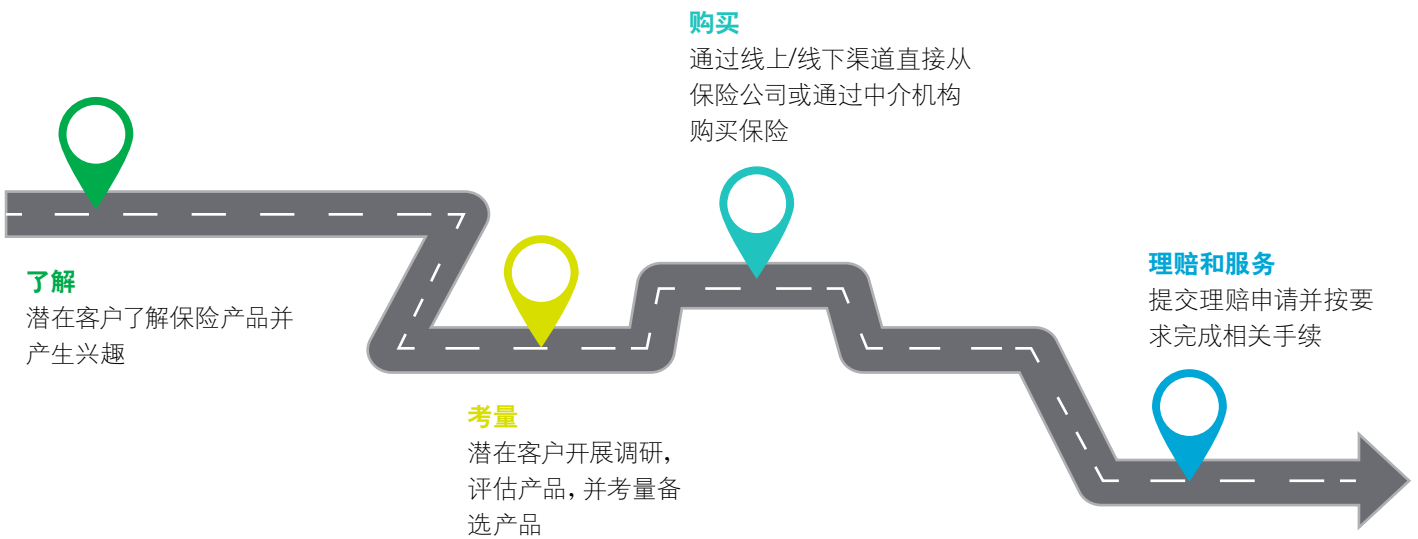 了解
潜在客户了解保险产品并
产生兴趣
考量
潜在客户开展调研，
评估产品，并考量备
选产品
购买
通过线上/线下渠道直接从
保险公司或通过中介机构
购买保险
理赔和服务
提交理赔申请并按要
求完成相关手续